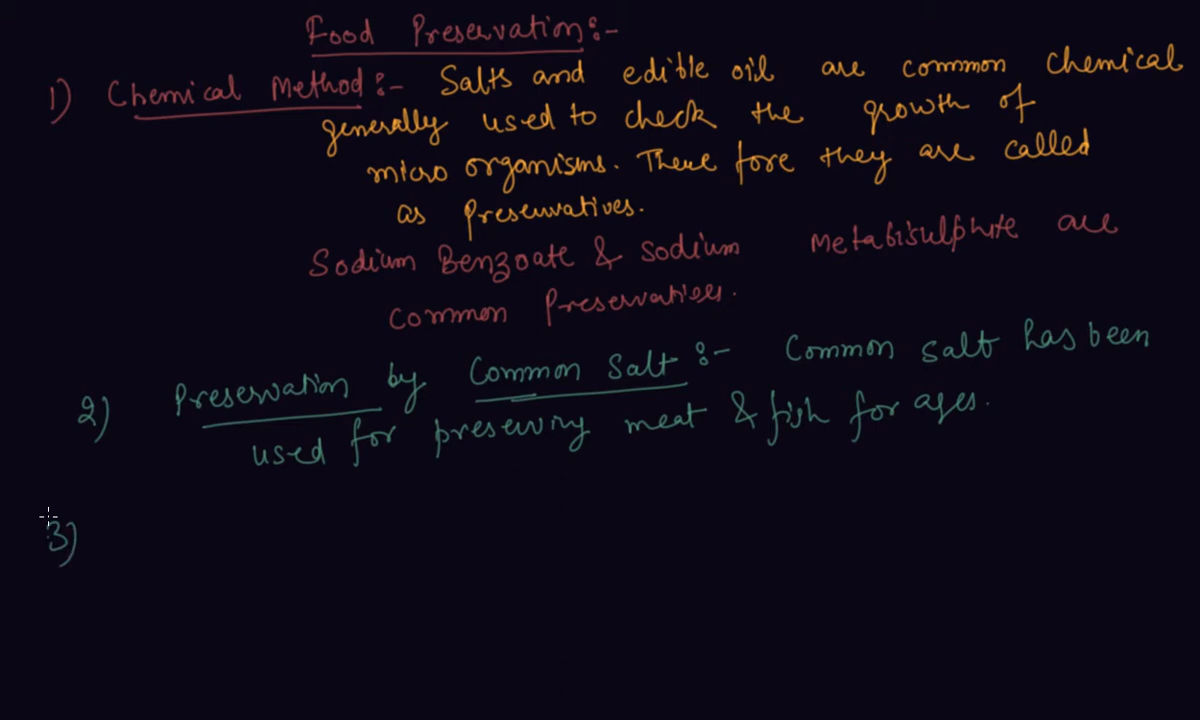 Food Preservation:-
1) Chemical Method:- Salts and edible oil are common chemical
generally used to check the growth of
micro organisms. There fore they are called
as Preservatives.
Sodium Benzoate & sodium Metabisulphite are
common Preservatives.
2) Preservation by Common Salt:- Common salt has been
used for preserving meat & fish for ages.
3)